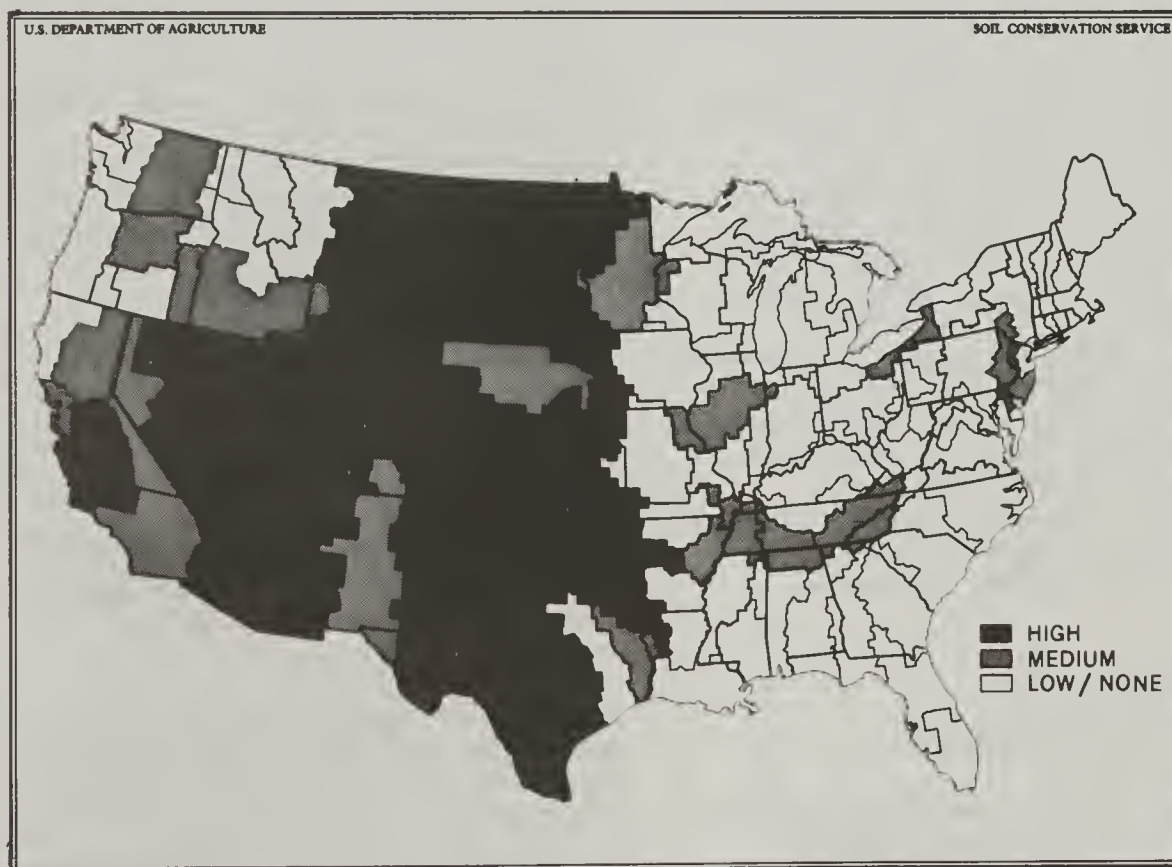 U.S. DEPARTMENT OF AGRICULTURE
SOIL CONSERVATION SERVICE
HIGH
MEDIUM
LOW / NONE